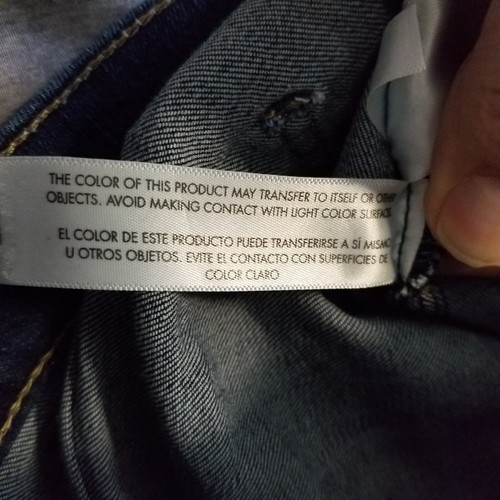 THE COLOR OF THIS PRODUCT MAY TRANSFER TO ITSELF OR OTHER
OBJECTS. AVOID MAKING CONTACT WITH LIGHT COLOR SURFACE
EL COLOR DE ESTE PRODUCTO PUEDE TRANSFERIRSE A SÍ MISMO
U OTROS OBJETOS. EVITE EL CONTACTO CON SUPERFICIES DE
COLOR CLARO